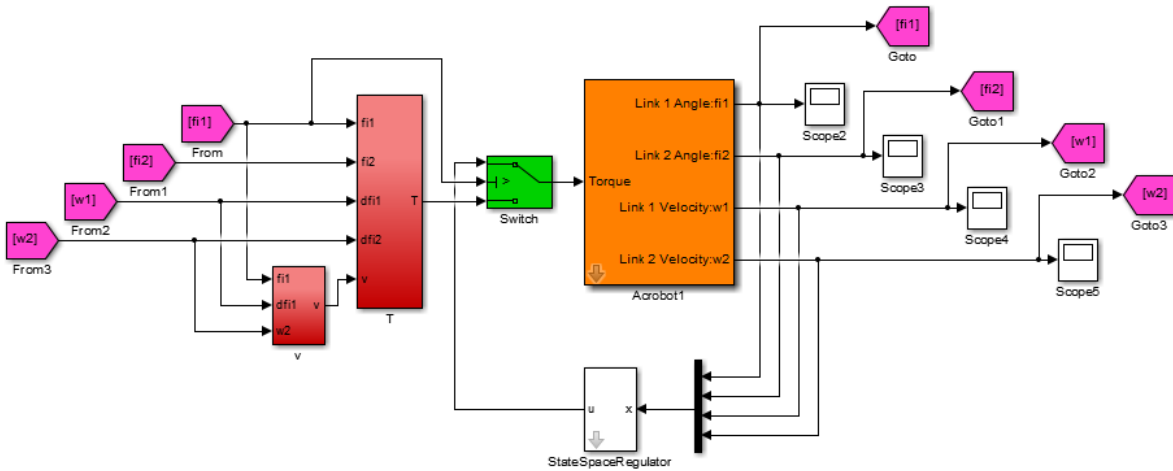 [fi1]
Goto
Link 1 Angle:fi1
Scope2
[fi2]
Goto1
[fi1]
From
fi1
[fi2]
From1
fi2
Link 2 Angle:fi2
Scope3
[w1]
Goto2
>
Switch
Torque
[w1]
From2
dfi1
T
Link 1 Velocity:w1
Scope4
[w2]
Goto3
[w2]
From3
dfi2
Link 2 Velocity:w2
Scope5
fi1
dfi1
w2
v
v
v
T
Acrobot1
u
x
StateSpaceRegulator